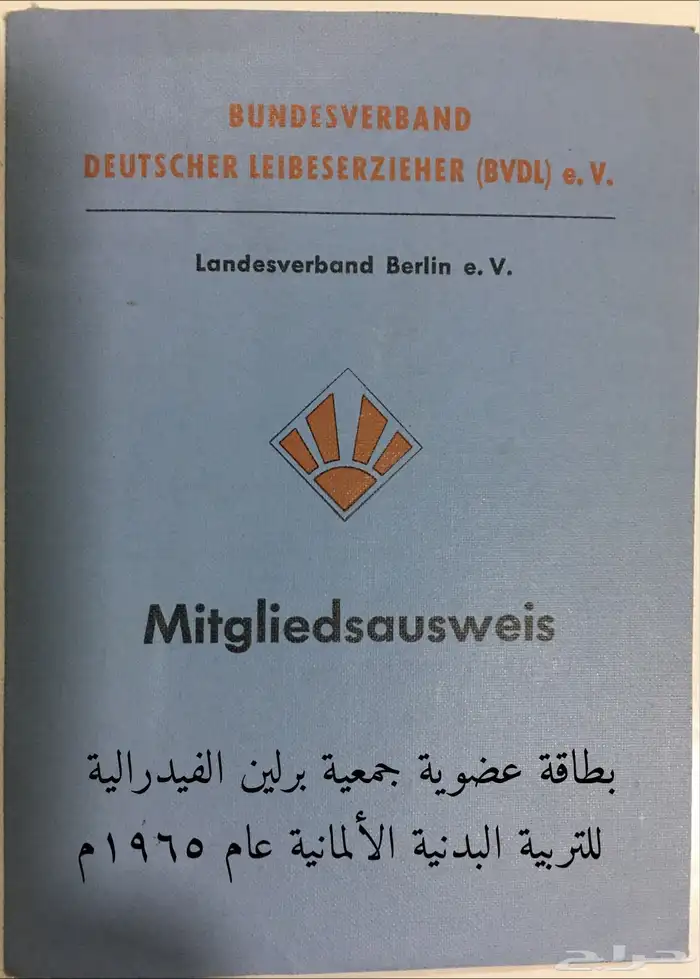 BUNDESVERBAND
DEUTSCHER LEIBESERZIEHER (BVDL) e. V.
Landesverband Berlin e. V.
Mitgliedsausweis
بطاقة عضوية جمعية برلين الفيدرالية
للتربية البدنية الألمانية عام ١٩٦٥م
حراج